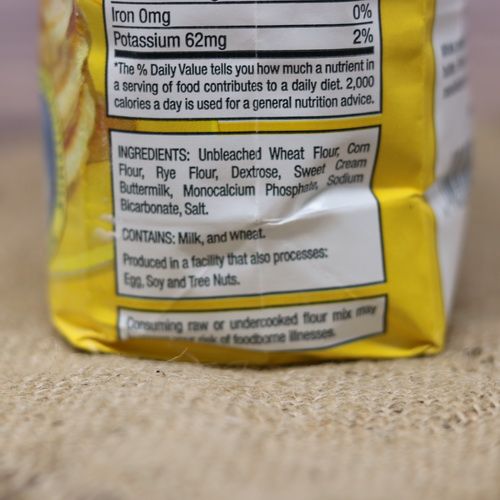 Iron 0mg 0%
Potassium 62mg 2%
*The % Daily Value tells you how much a nutrient in
a serving of food contributes to a daily diet. 2,000
calories a day is used for a general nutrition advice.
INGREDIENTS: Unbleached Wheat Flour, Corn
Flour, Rye Flour, Dextrose, Sweet Cream
Buttermilk, Monocalcium Phosphate, Sodium
Bicarbonate, Salt.
CONTAINS: Milk, and wheat.
Produced in a facility that also processes:
Egg, Soy and Tree Nuts.
Consuming raw or undercooked flour mix may
risk of foodborne illnesses.